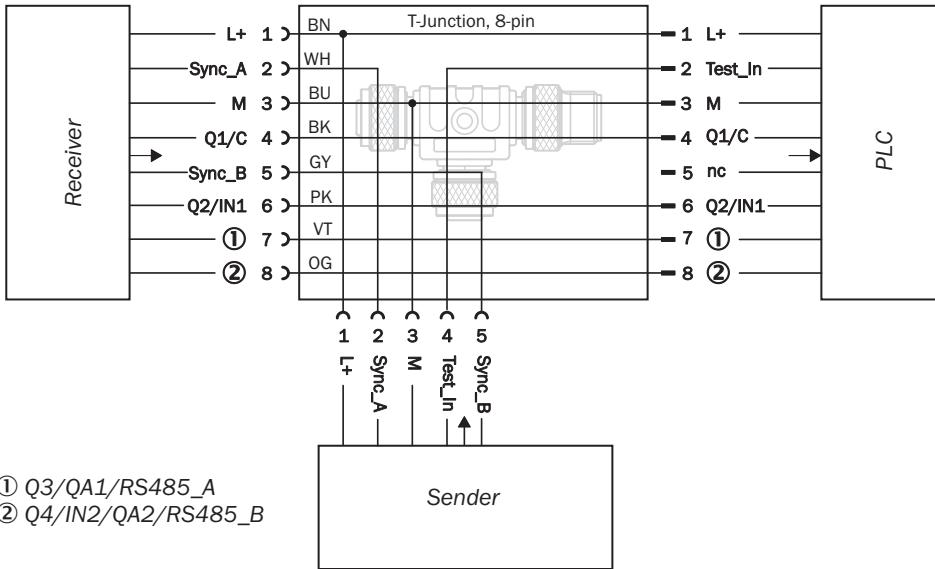 T-Junction, 8-pin
Receiver
L+ 1 BN 1 L+
Sync_A 2 WH 2 Test_In
M 3 BU 3 M
Q1/C 4 BK 4 Q1/C
Sync_B 5 GY 5 nc
Q2/IN1 6 PK 6 Q2/IN1
① 7 VT 7 ①
② 8 OG 8 ②
PLC
1 2 3 4 5
L+ Sync_A M Test_In Sync_B
Sender
① Q3/QA1/RS485_A
② Q4/IN2/QA2/RS485_B